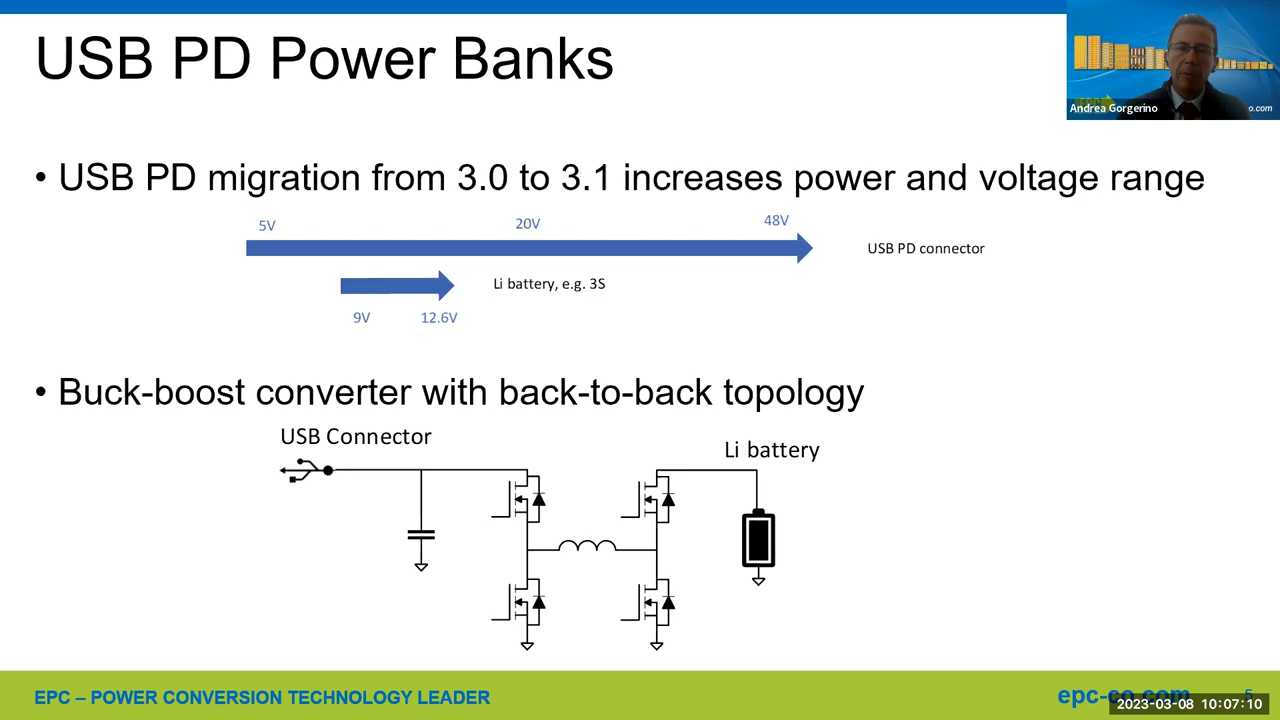 USB PD Power Banks
Andrea Gorgerino
o.com
• USB PD migration from 3.0 to 3.1 increases power and voltage range
5V
20V
48V
USB PD connector
Li battery, e.g. 3S
9V
12.6V
• Buck-boost converter with back-to-back topology
USB Connector
Li battery
EPC – POWER CONVERSION TECHNOLOGY LEADER
epc-co.com
5
2023-03-08 10:07:10